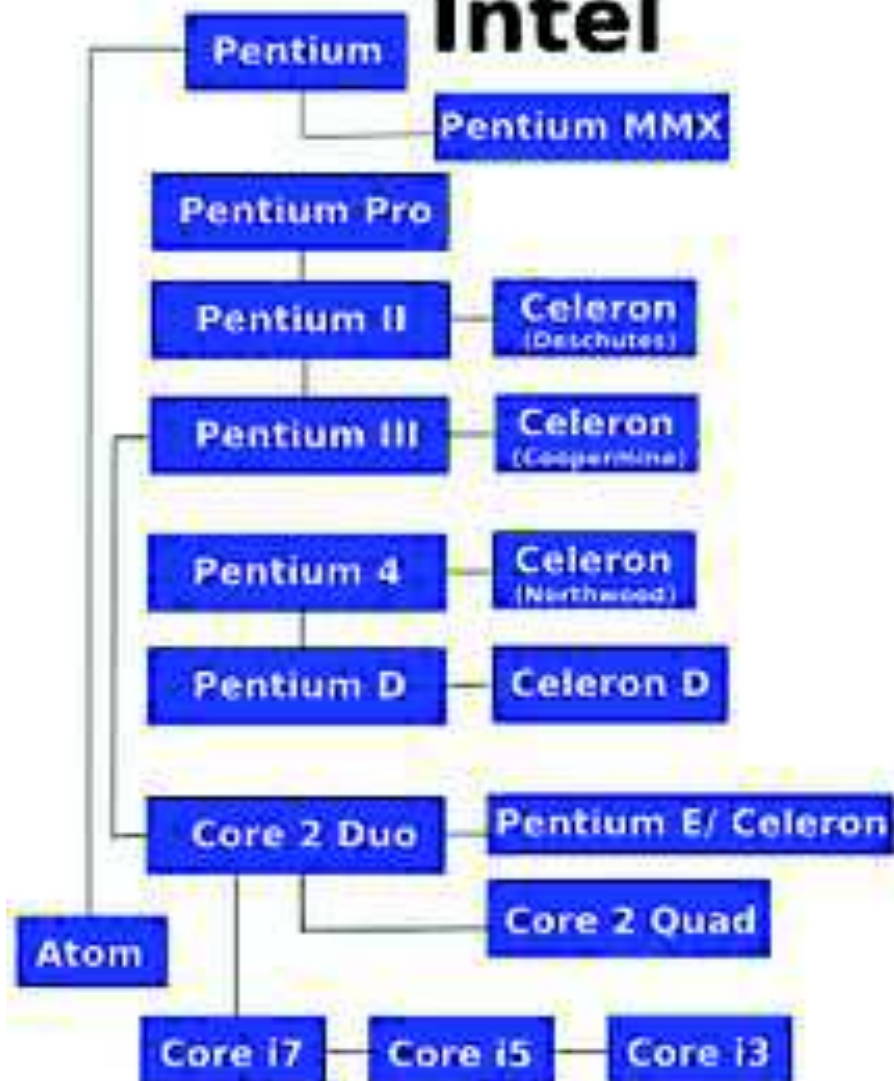 Intel
Pentium
Pentium MMX
Pentium Pro
Pentium II
Celeron
(Deschutes)
Pentium III
Celeron
(Coopermine)
Pentium 4
Celeron
(Northwood)
Pentium D
Celeron D
Core 2 Duo
Pentium E/ Celeron
Core 2 Quad
Atom
Core i7
Core i5
Core i3